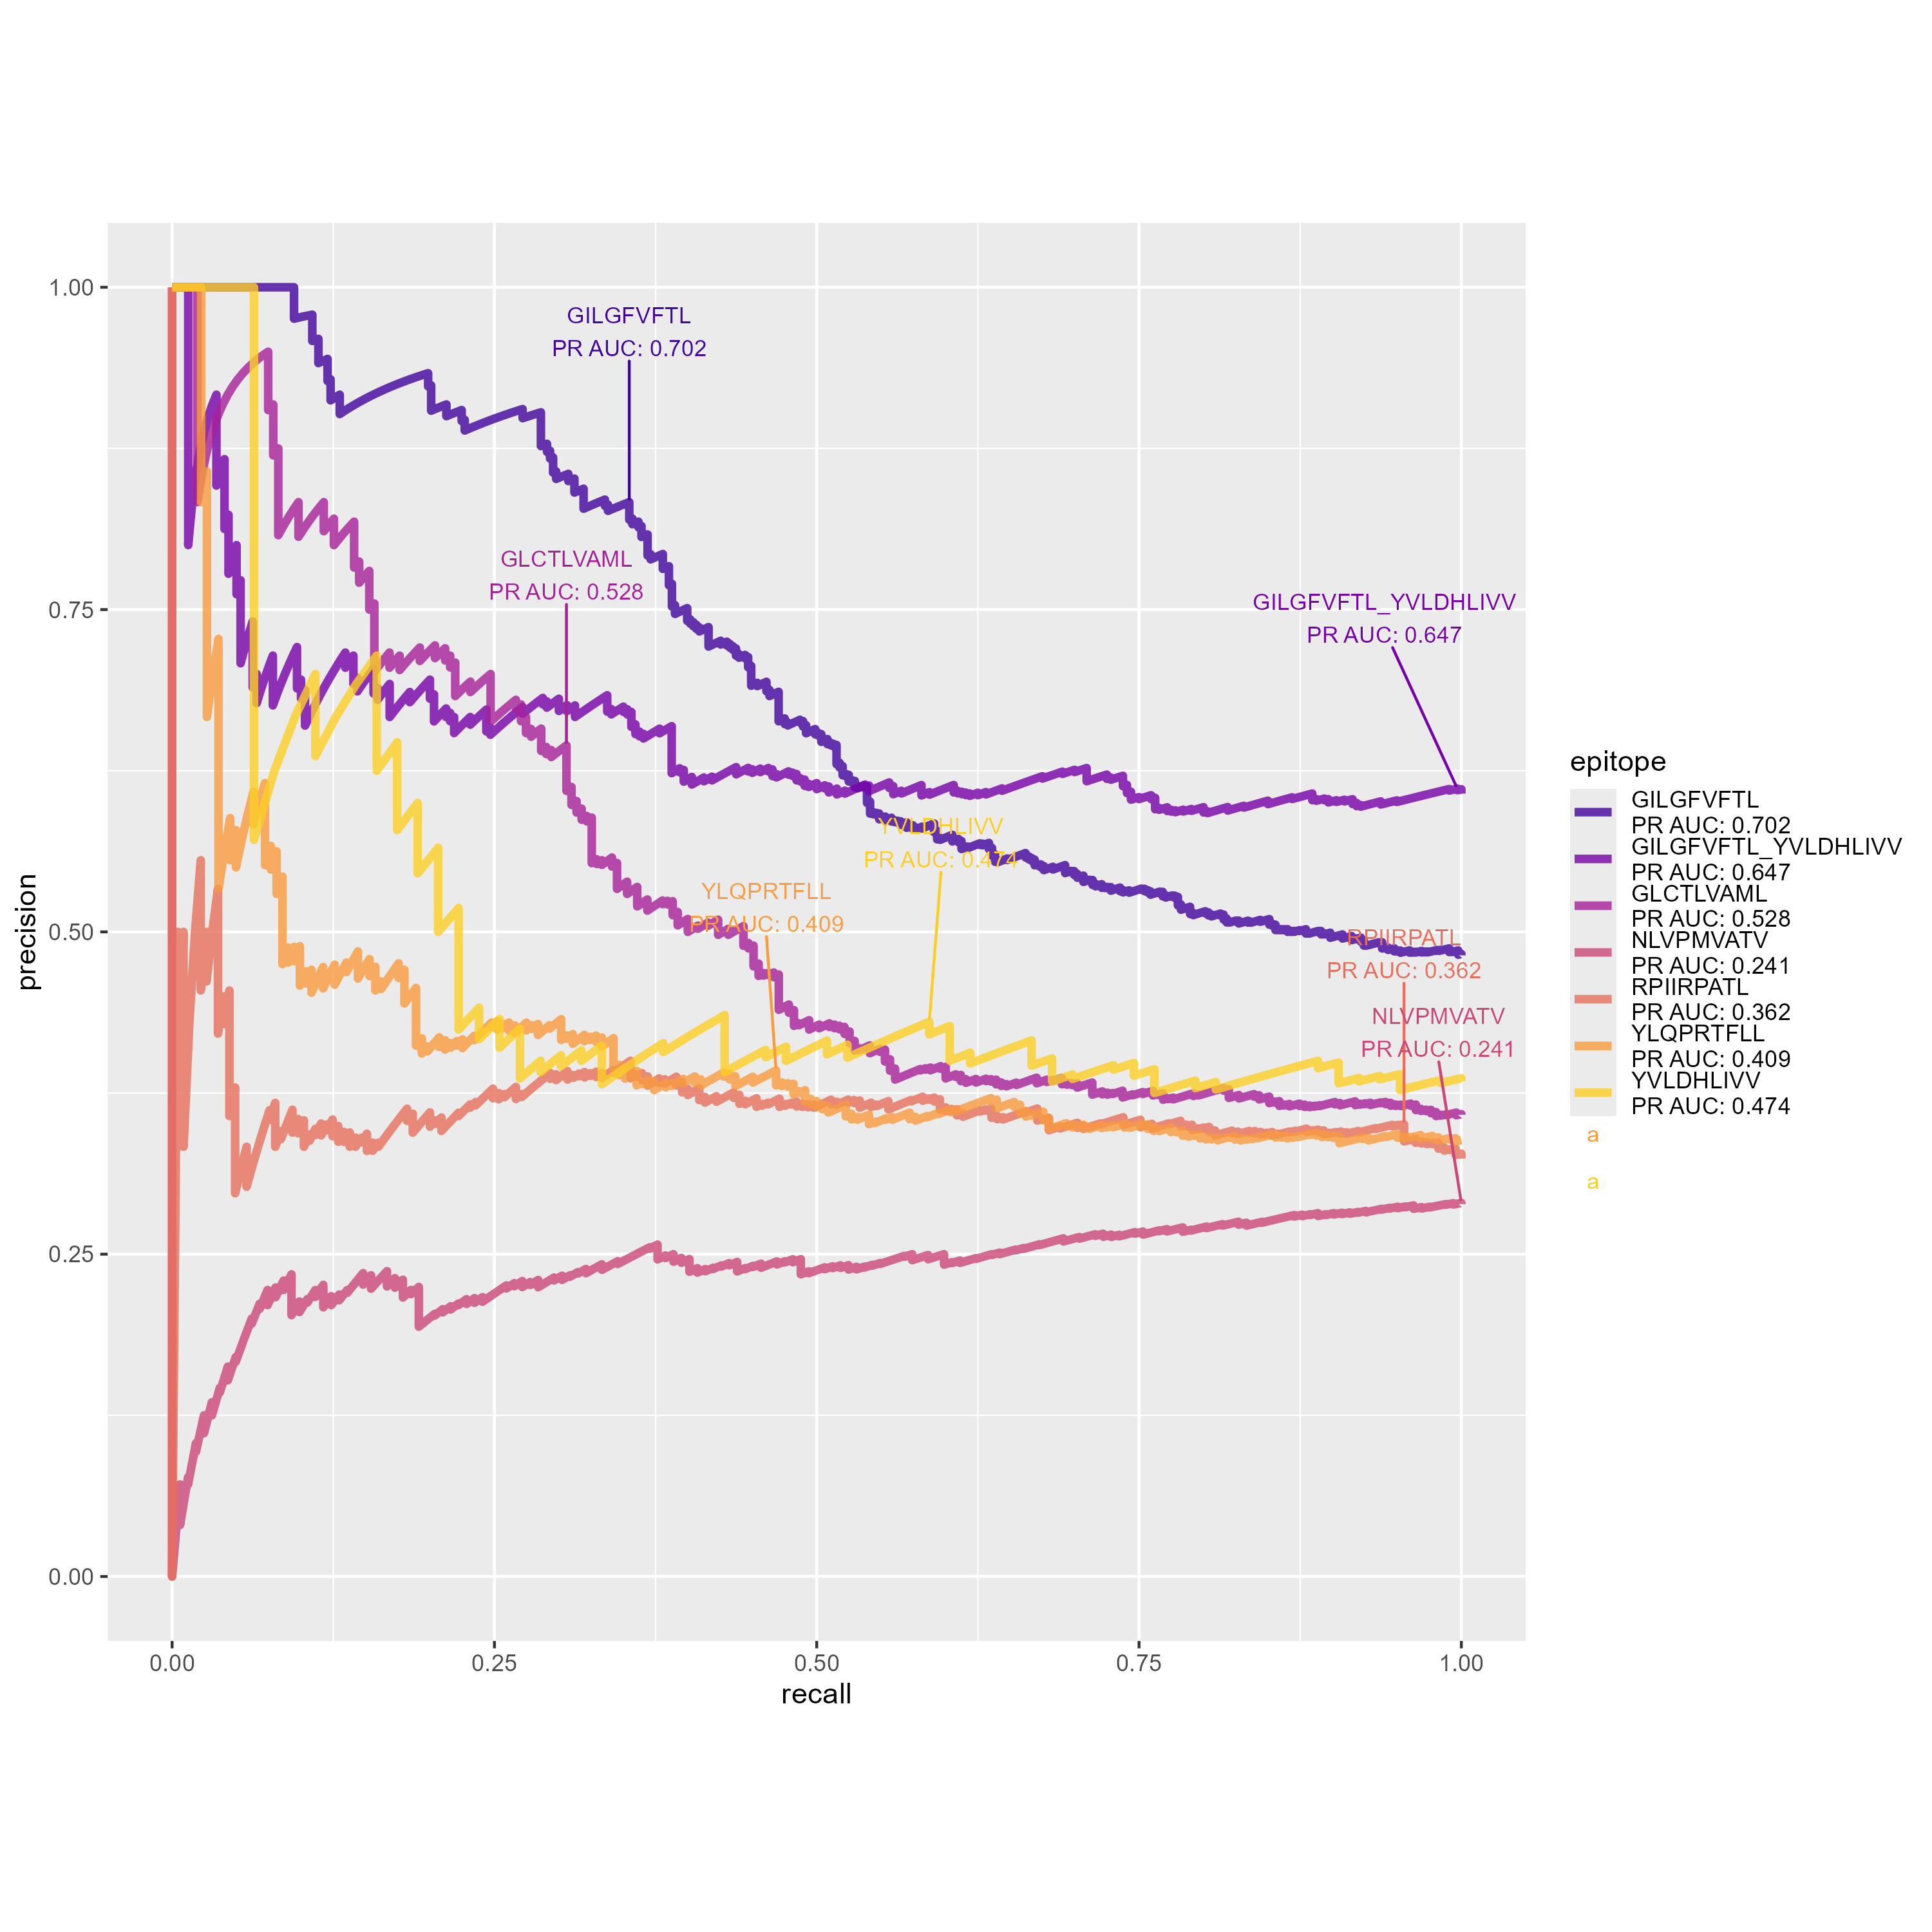 1.00
0.75
0.50
0.25
0.00
precision
0.00
0.25
0.50
0.75
1.00
recall
GILGFVFTL
PR AUC: 0.702
GLCTLVAML
PR AUC: 0.528
GILGFVFTL_YVLDHLIVV
PR AUC: 0.647
YVLDHLIVV
PR AUC: 0.474
YLQPRTFLL
PR AUC: 0.409
RPIIRPATL
PR AUC: 0.362
NLVPMVATV
PR AUC: 0.241
epitope
GILGFVFTL
PR AUC: 0.702
GILGFVFTL_YVLDHLIVV
PR AUC: 0.647
GLCTLVAML
PR AUC: 0.528
NLVPMVATV
PR AUC: 0.241
RPIIRPATL
PR AUC: 0.362
YLQPRTFLL
PR AUC: 0.409
YVLDHLIVV
PR AUC: 0.474
a
a